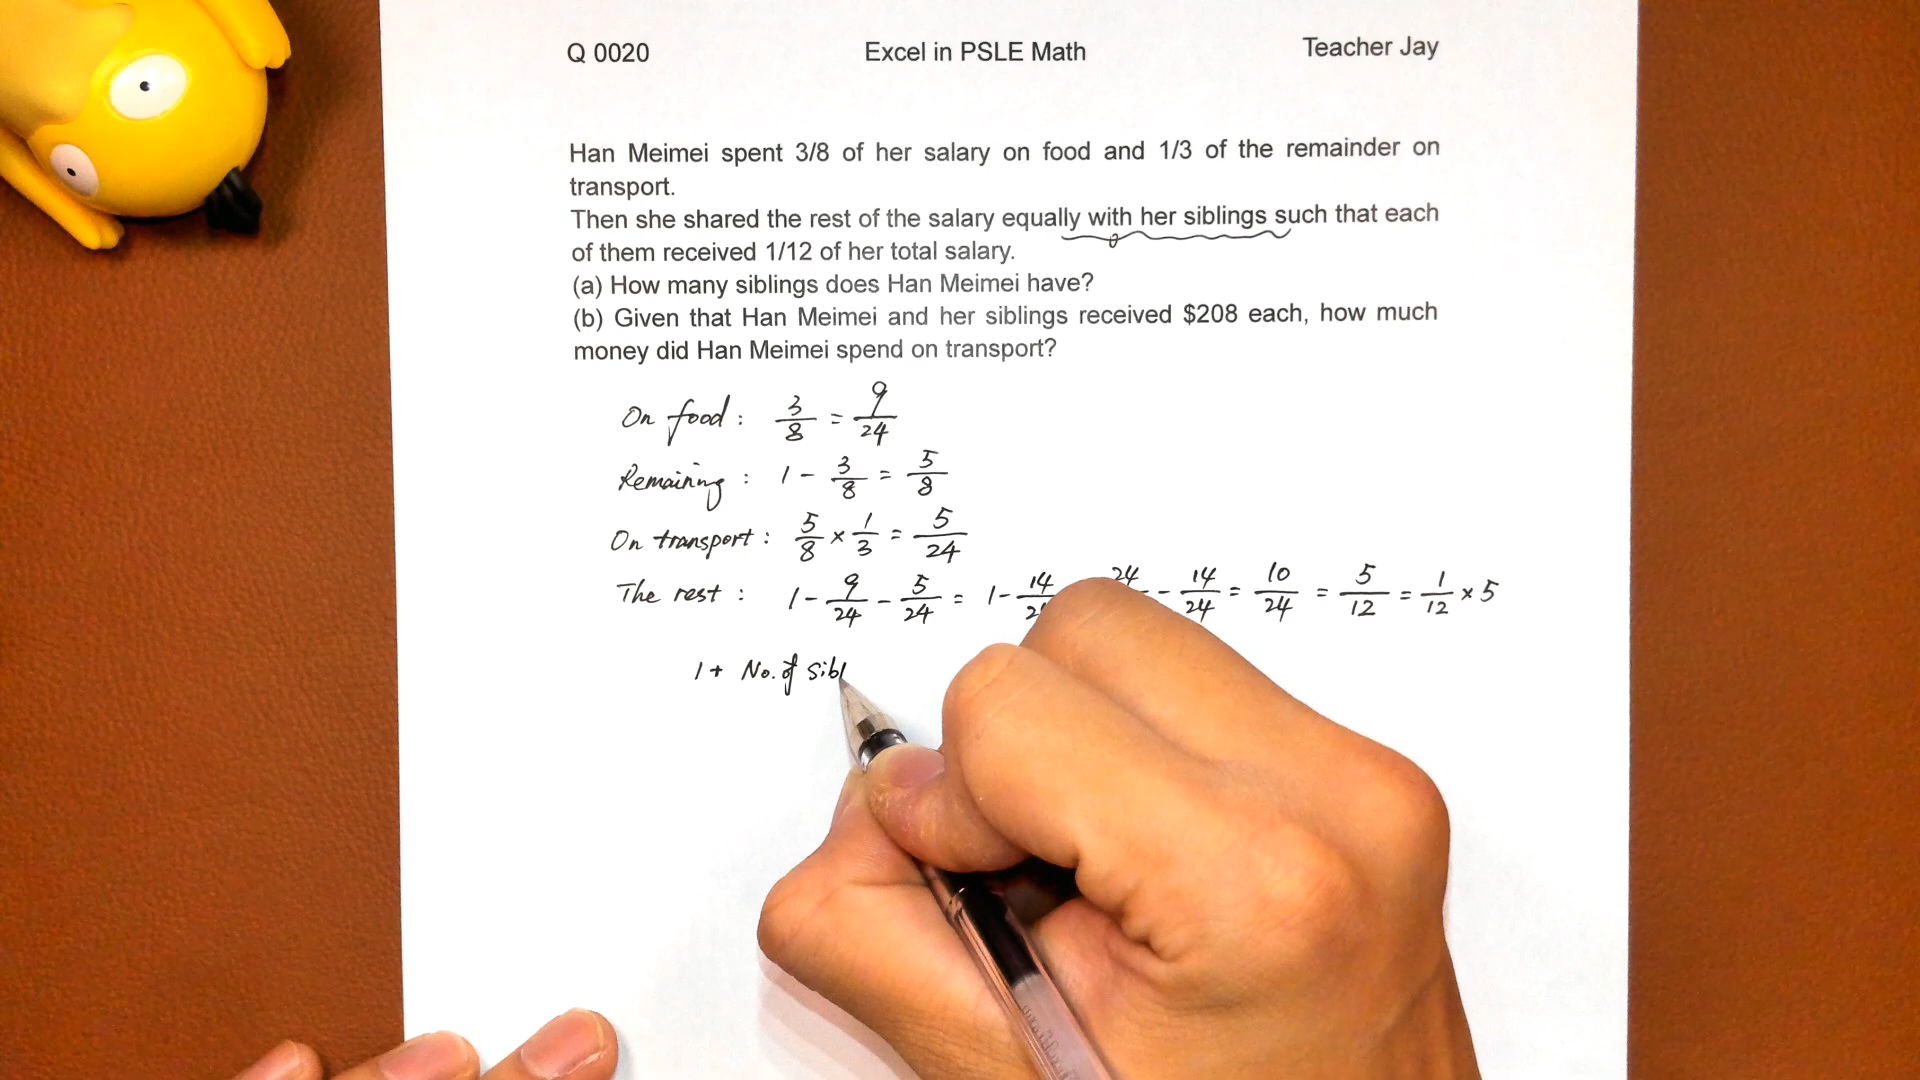 Q 0020 Excel in PSLE Math Teacher Jay
Han Meimei spent 3/8 of her salary on food and 1/3 of the remainder on
transport.
Then she shared the rest of the salary equally with her siblings such that each
of them received 1/12 of her total salary.
(a) How many siblings does Han Meimei have?
(b) Given that Han Meimei and her siblings received $208 each, how much
money did Han Meimei spend on transport?
On food : 3/8 = 9/24
Remaining : 1 - 3/8 = 5/8
On transport : 5/8 × 1/3 = 5/24
The rest : 1 - 9/24 - 5/24 = 1 - 14 24 - 14/24 = 10/24 = 5/12 = 1/12 × 5
1 + No. of sibl